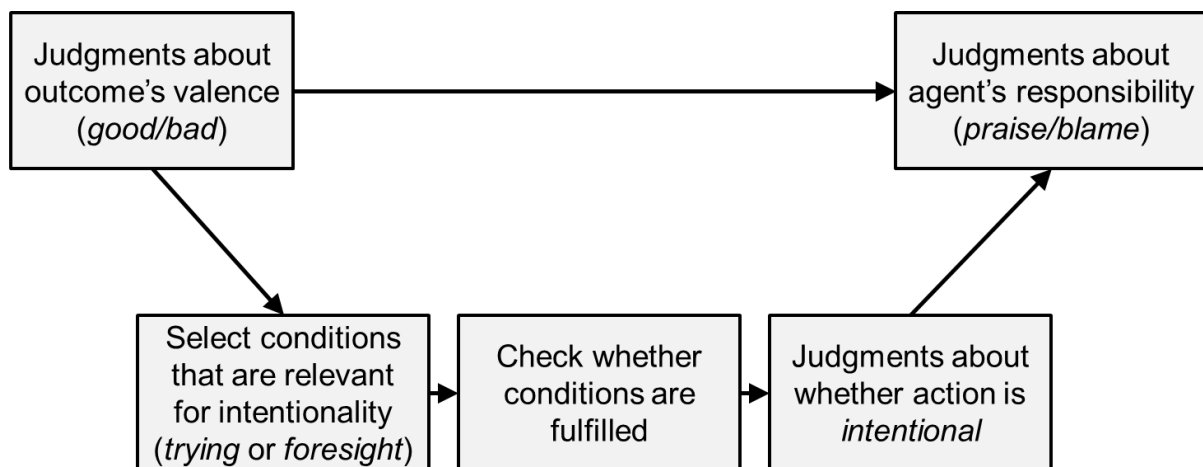 Judgments about
outcome’s valence
(good/bad)
Judgments about
agent’s responsibility
(praise/blame)
Select conditions
that are relevant
for intentionality
(trying or foresight)
Check whether
conditions are
fulfilled
Judgments about
whether action is
intentional